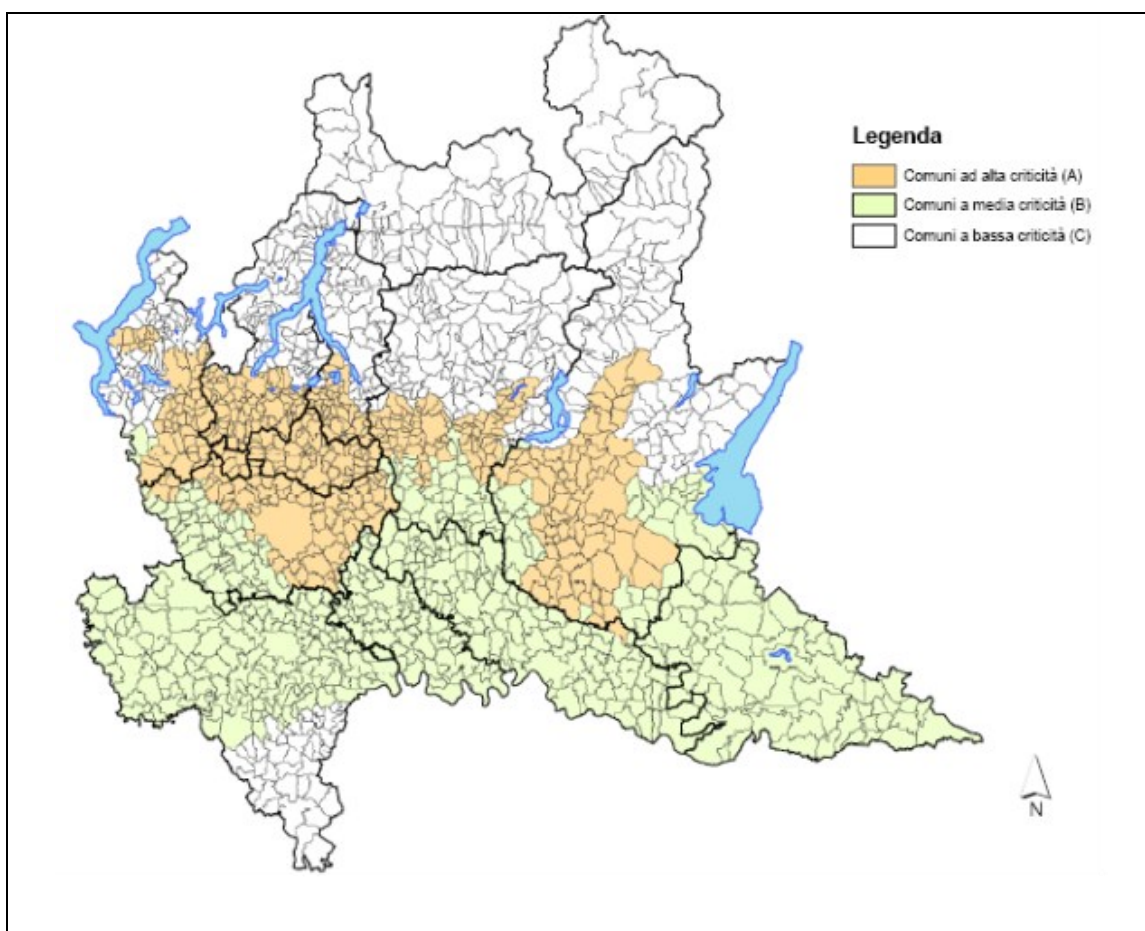 Legenda
Comuni ad alta criticità (A)
Comuni a media criticità (B)
Comuni a bassa criticità (C)
N